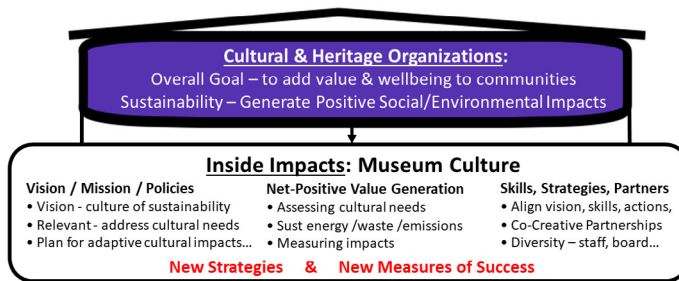 Cultural & Heritage Organizations:
Overall Goal – to add value & wellbeing to communities
Sustainability – Generate Positive Social/Environmental Impacts
Inside Impacts: Museum Culture
Vision / Mission / Policies
• Vision - culture of sustainability
• Relevant - address cultural needs
• Plan for adaptive cultural impacts...
Net-Positive Value Generation
• Assessing cultural needs
• Sust energy /waste /emissions
• Measuring impacts
Skills, Strategies, Partners
• Align vision, skills, actions,
• Co-Creative Partnerships
• Diversity – staff, board...
New Strategies & New Measures of Success